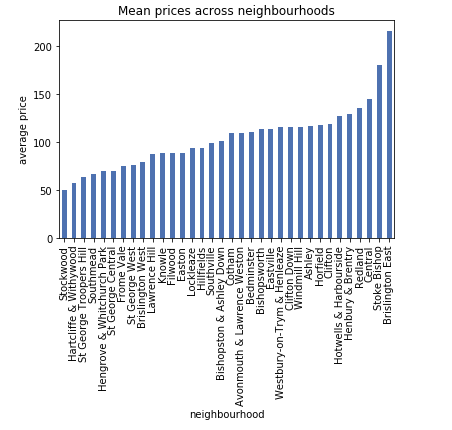 Mean prices across neighbourhoods
average price
200
150
100
50
0
Stockwood
Hartcliffe & Withywood
St George Troopers Hill
Southmead
Hengrove & Whitchurch Park
St George Central
Frome Vale
St George West
Brislington West
Lawrence Hill
Knowle
Filwood
Easton
Lockleaze
Hillfields
Southville
Bishopston & Ashley Down
Cotham
Avonmouth & Lawrence Weston
Bedminster
Bishopsworth
Eastville
Westbury-on-Trym & Henleaze
Clifton Down
Windmill Hill
Ashley
Horfield
Clifton
Hotwells & Harbourside
Henbury & Brentry
Redland
Central
Stoke Bishop
Brislington East
neighbourhood